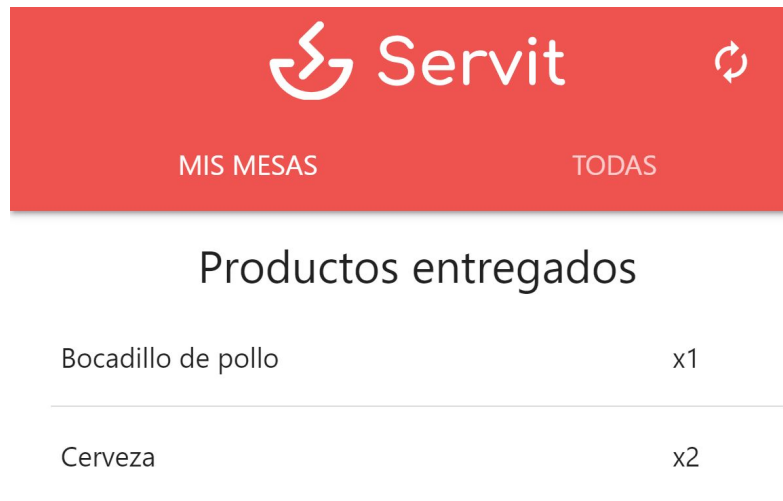 Servit
MIS MESAS TODAS
Productos entregados
Bocadillo de pollo x1
Cerveza x2